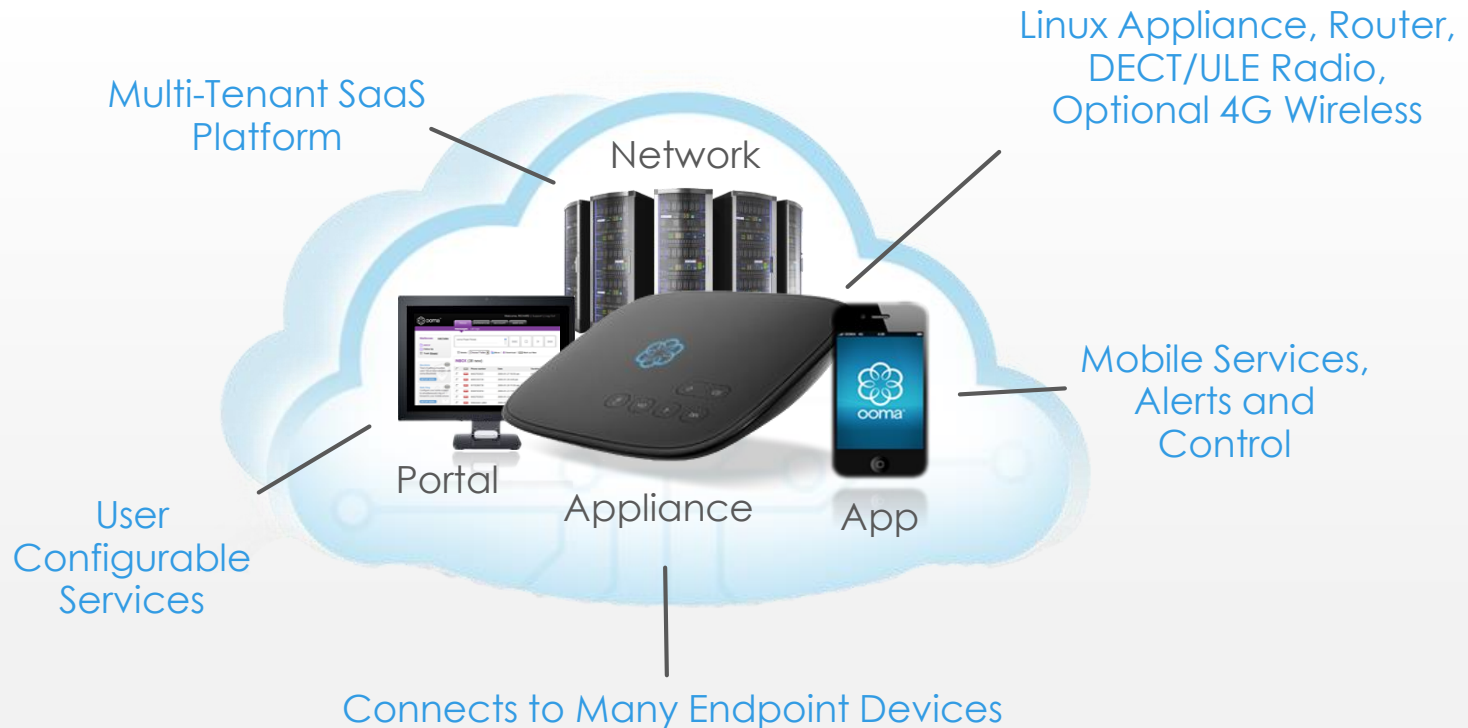 Linux Appliance, Router,
DECT/ULE Radio,
Optional 4G Wireless
Multi-Tenant SaaS
Platform
Network
ooma
ooma
Mobile Services,
Alerts and
Control
Portal
Appliance
App
User
Configurable
Services
Connects to Many Endpoint Devices